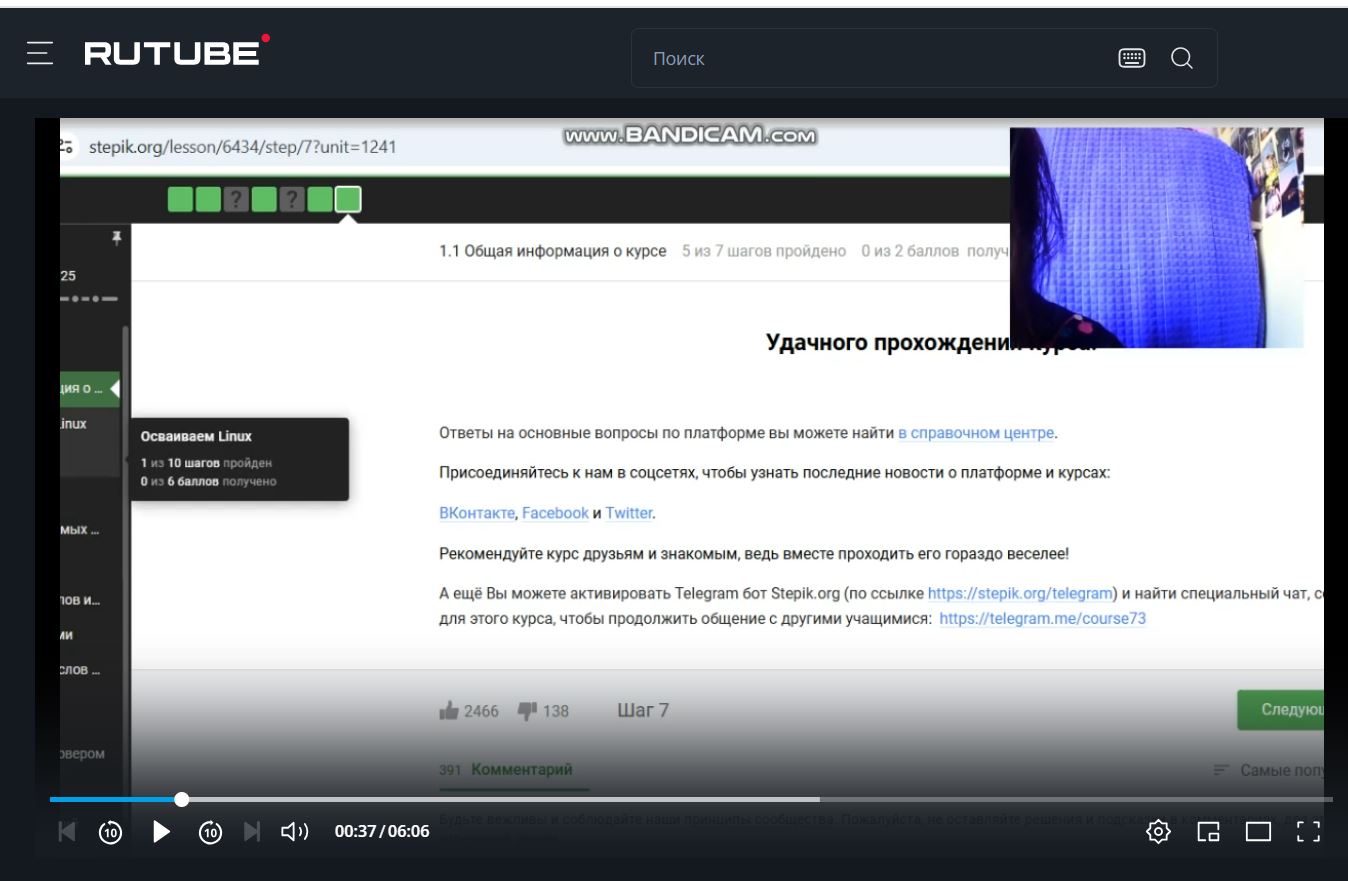 RUTUBE
Поиск
www.BANDICAM.com
stepik.org/lesson/6434/step/7?unit=1241
? ?
1.1 Общая информация о курсе 5 из 7 шагов пройдено 0 из 2 баллов получ
25
Удачного прохождени
ция о ...
inux
Осваиваем Linux
1 из 10 шагов пройден
0 из 6 баллов получено
Ответы на основные вопросы по платформе вы можете найти в справочном центре.
Присоединяйтесь к нам в соцсетях, чтобы узнать последние новости о платформе и курсах:
ВКонтакте, Facebook и Twitter.
мых ...
Рекомендуйте курс друзьям и знакомым, ведь вместе проходить его гораздо веселее!
лов и...
А ещё Вы можете активировать Telegram бот Stepik.org (по ссылке https://stepik.org/telegram) и найти специальный чат, с
для этого курса, чтобы продолжить общение с другими учащимися: https://telegram.me/course73
ми
слов ...
2466 138 Шаг 7
Следую
рвером
391 Комментарий
Самые попу
Будьте вежливы и соблюдайте наши принципы сообщества. Пожалуйста, не оставляйте решения и подсказки в комментариях, для
10 10 00:37/06:06